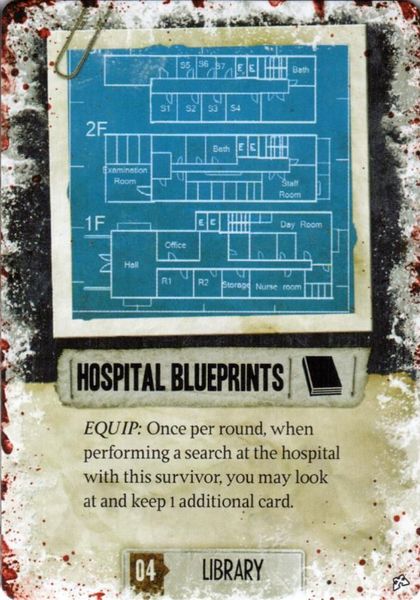 S5 S6 S7 E E Bath
S1 S2 S3 S4
2F
Bath E E
Examination
Room
Staff
Room
1F
E E Day Room
Office
Hall
R1 R2 Storage Nurse room
HOSPITAL BLUEPRINTS
EQUIP: Once per round, when
performing a search at the hospital
with this survivor, you may look
at and keep 1 additional card.
04 LIBRARY